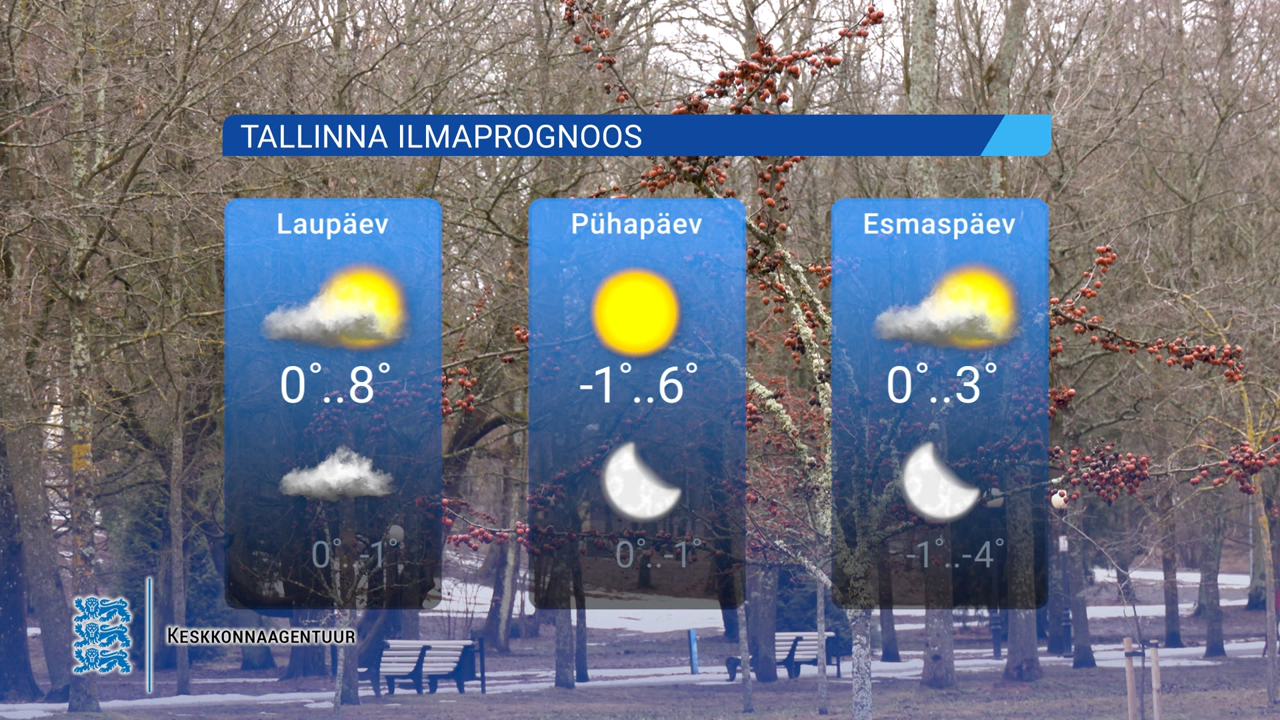 TALLINNA ILMAPROGNOOS
Laupäev
Pühapäev
Esmaspäev
0°..8°
-1°..6°
0°..3°
0°..-1°
0°..-1°
-1°..-4°
KESKKONNAAGENTUUR